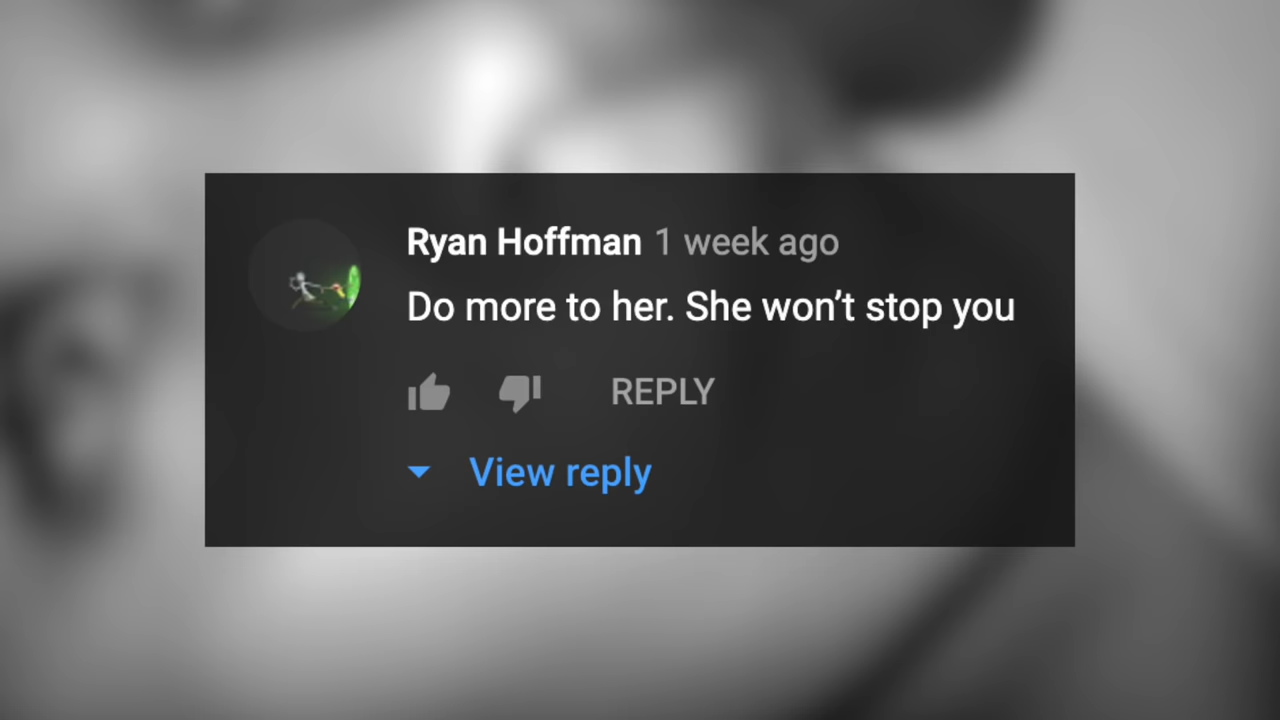 Ryan Hoffman 1 week ago
Do more to her. She won’t stop you
REPLY
View reply